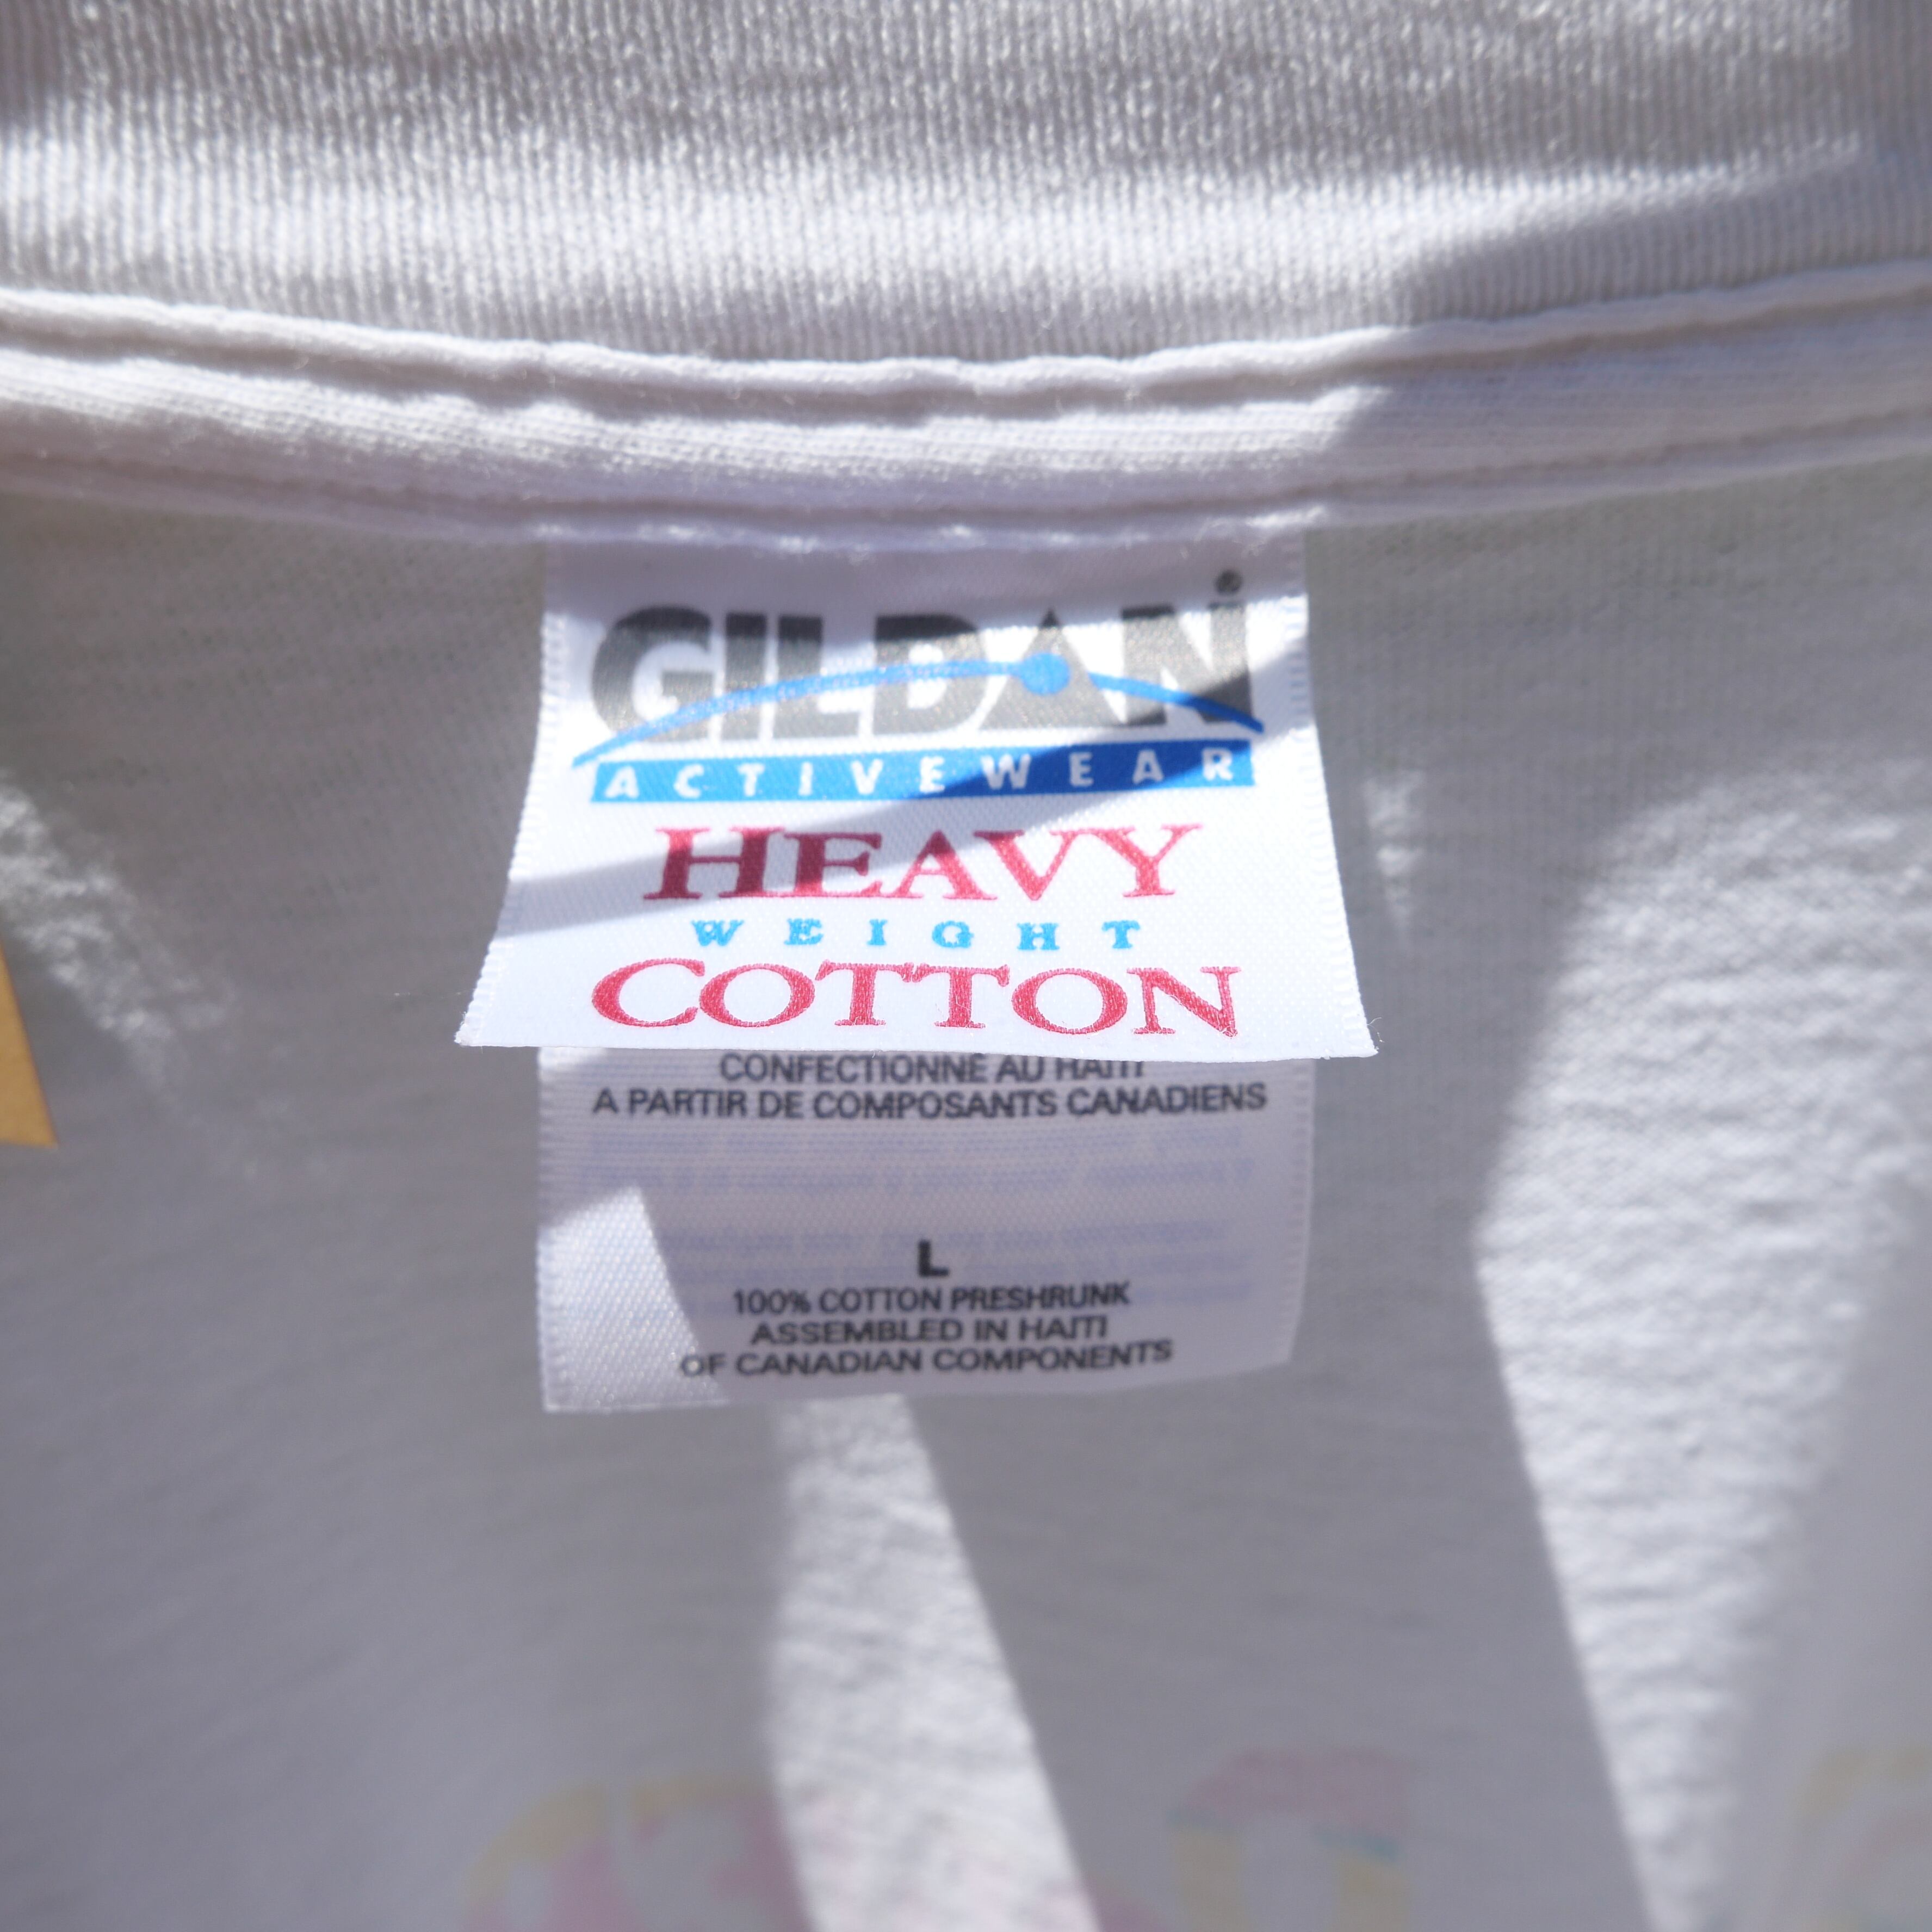 GILDAN®
ACTIVEWEAR
HEAVY
WEIGHT
COTTON
CONFECTIONNÉ AU HAITI
A PARTIR DE COMPOSANTS CANADIENS
L
100% COTTON PRESHRUNK
ASSEMBLED IN HAITI
OF CANADIAN COMPONENTS